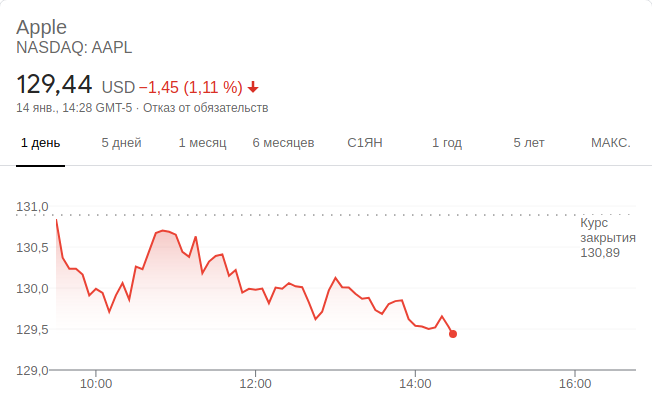 Apple
NASDAQ: AAPL
129,44 USD −1,45 (1,11 %)
14 янв., 14:28 GMT-5 · Отказ от обязательств
1 день 5 дней 1 месяц 6 месяцев С1ЯН 1 год 5 лет МАКС.
131,0
Курс
закрытия
130,89
130,5
130,0
129,5
129,0
10:00 12:00 14:00 16:00